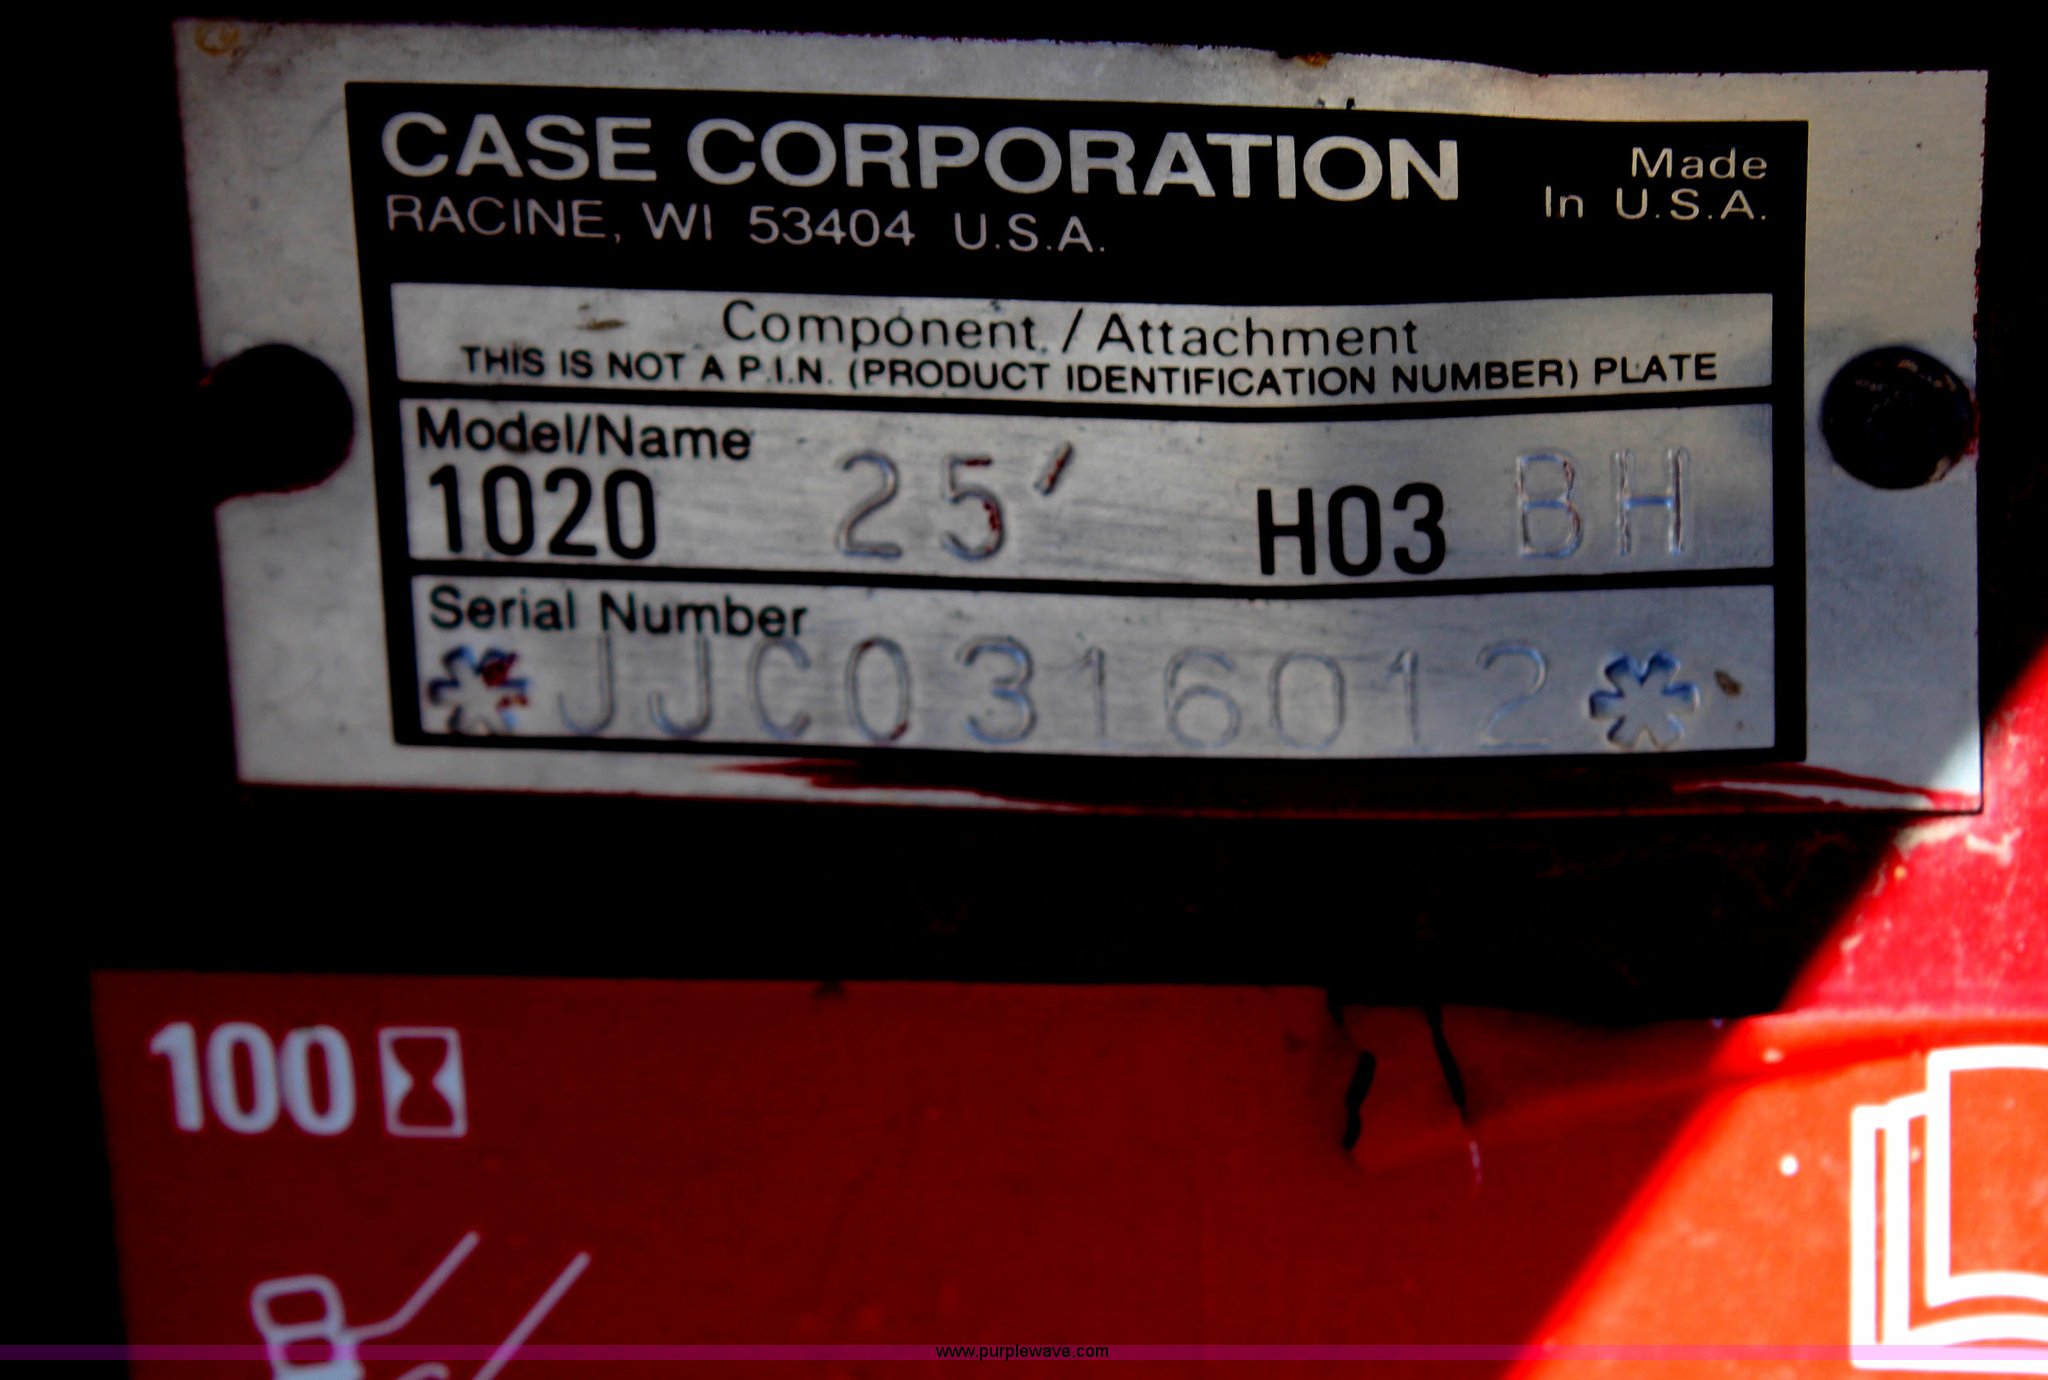 CASE CORPORATION
RACINE, WI 53404 U.S.A.
Made
In U.S.A.
Component / Attachment
THIS IS NOT A P.I.N. (PRODUCT IDENTIFICATION NUMBER) PLATE
Model/Name
1020 25' H03 BH
Serial Number
*JJC0316012*
100
www.purplewave.com